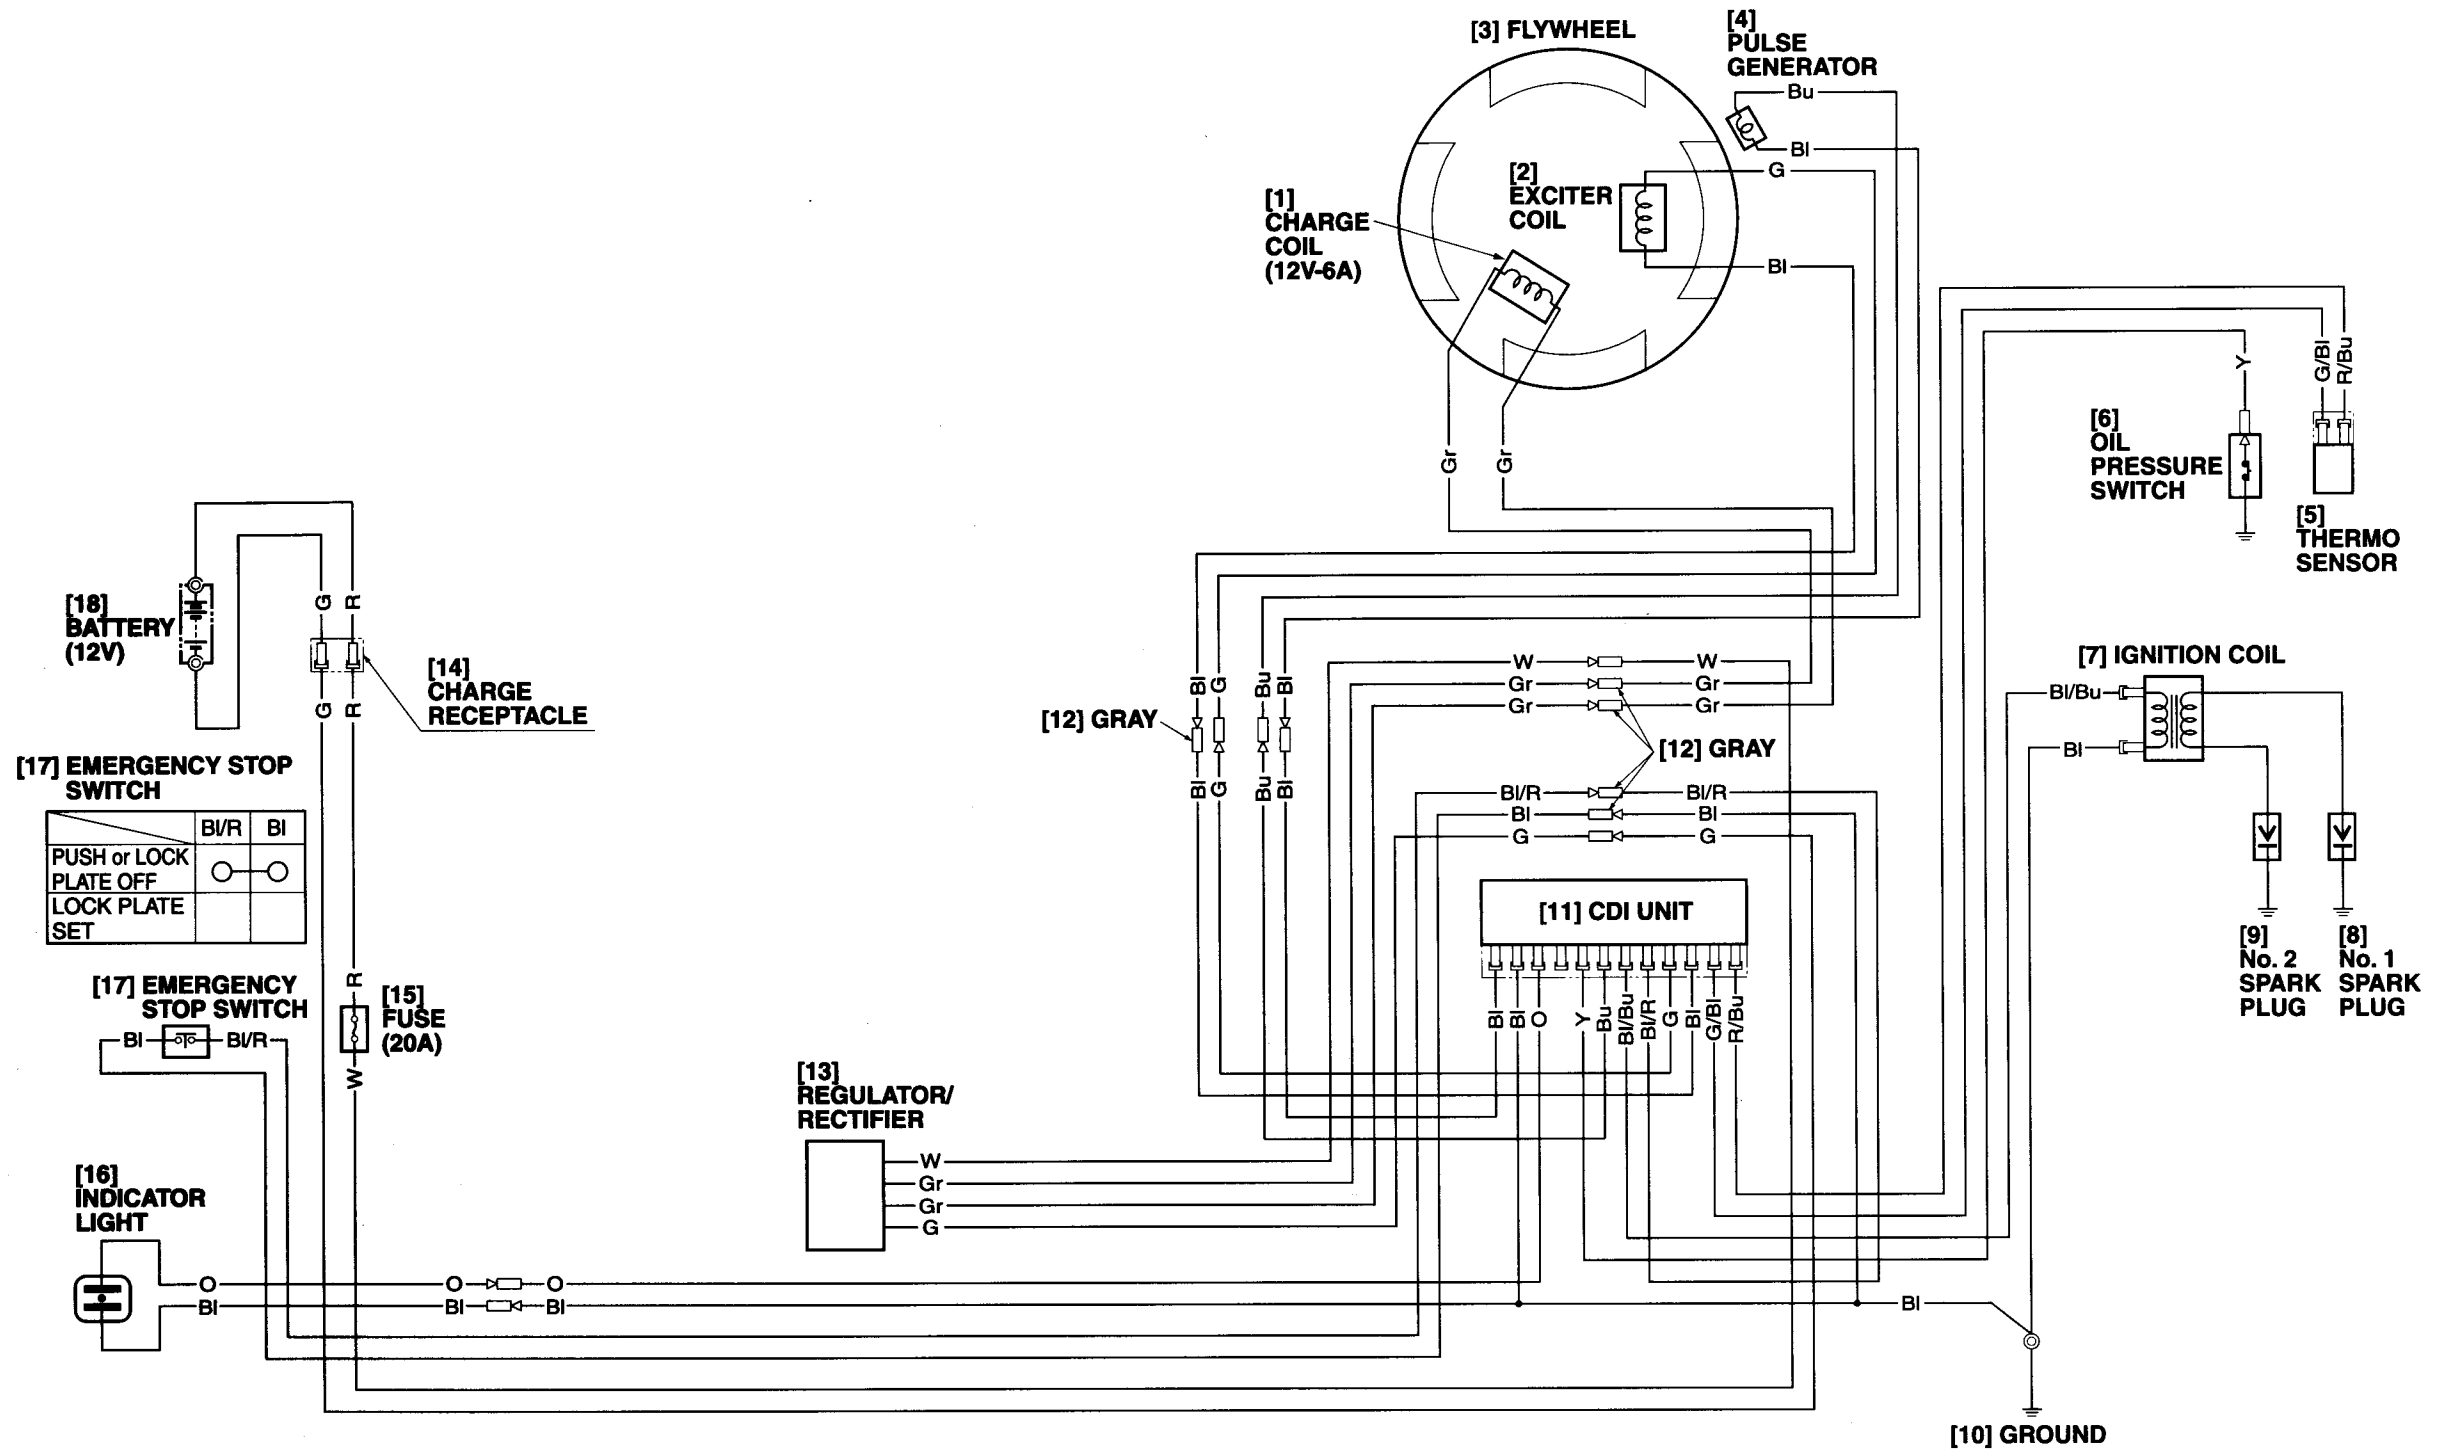 [3] FLYWHEEL
[4]
PULSE
GENERATOR
Bu
Bl
G
[2]
EXCITER
COIL
Bl
[1]
CHARGE
COIL
(12V-6A)
Gr
Gr
Y
G/Bl
R/Bu
[6]
OIL
PRESSURE
SWITCH
[5]
THERMO
SENSOR
[18]
BATTERY
(12V)
G
R
G
R
[14]
CHARGE
RECEPTACLE
Bl
G
Bu
Bl
[12] GRAY
Bl
G
Bu
Bl
W
W
Gr
Gr
Gr
Gr
[12] GRAY
Bl/R
Bl/R
Bl
Bl
G
G
[7] IGNITION COIL
Bl/Bu
Bl
[9]
No. 2
SPARK
PLUG
[8]
No. 1
SPARK
PLUG
[17] EMERGENCY STOP
SWITCH
Bl/R
Bl
PUSH or LOCK
PLATE OFF
LOCK PLATE
SET
[11] CDI UNIT
Bl
Bl
O
Y
Bu
Bl/Bu
Bl/R
G
Bl
G/Bl
R/Bu
[17] EMERGENCY
STOP SWITCH
Bl
Bl/R
R
[15]
FUSE
(20A)
W
[13]
REGULATOR/
RECTIFIER
W
Gr
Gr
G
[16]
INDICATOR
LIGHT
O
O
O
Bl
Bl
Bl
Bl
[10] GROUND